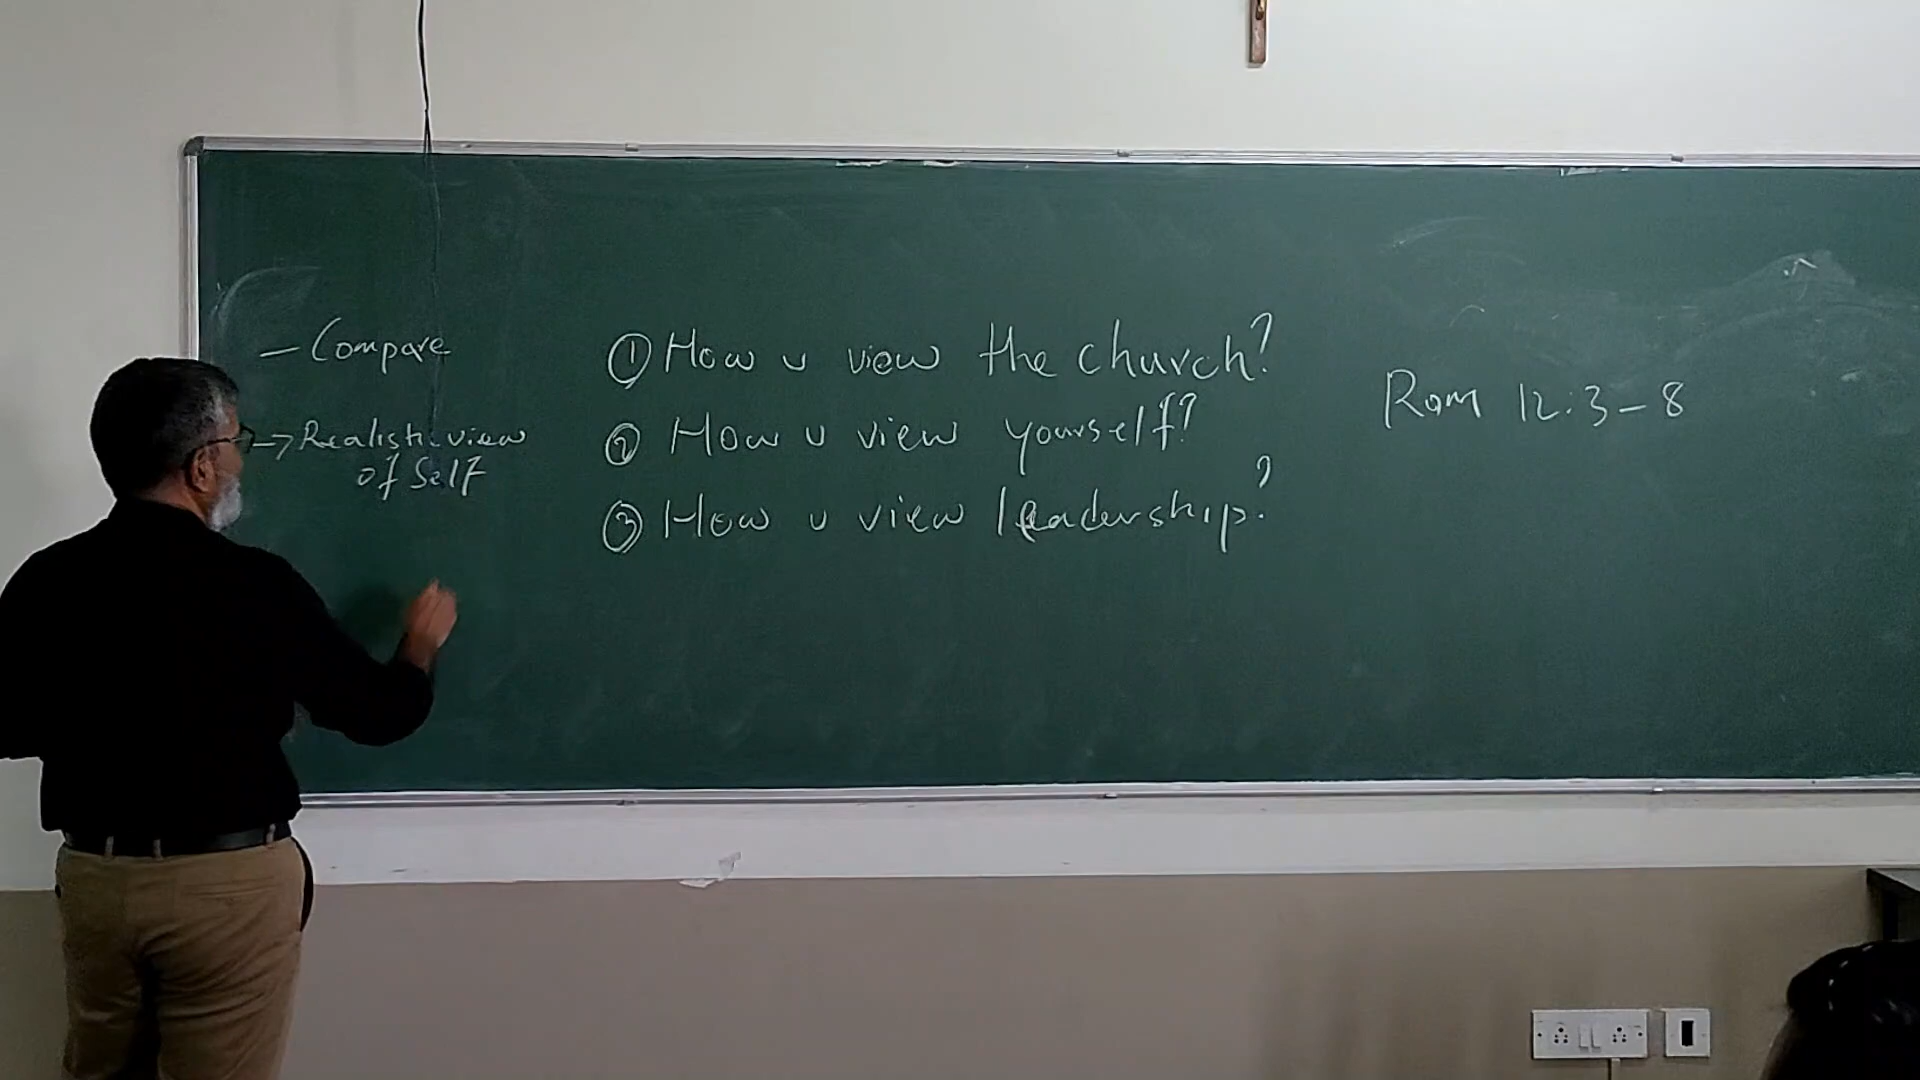 – Compare
→ Realistic view
of Self
① How u view the church?
② How u view yourself?
③ How u view leadership?
Rom 12:3–8